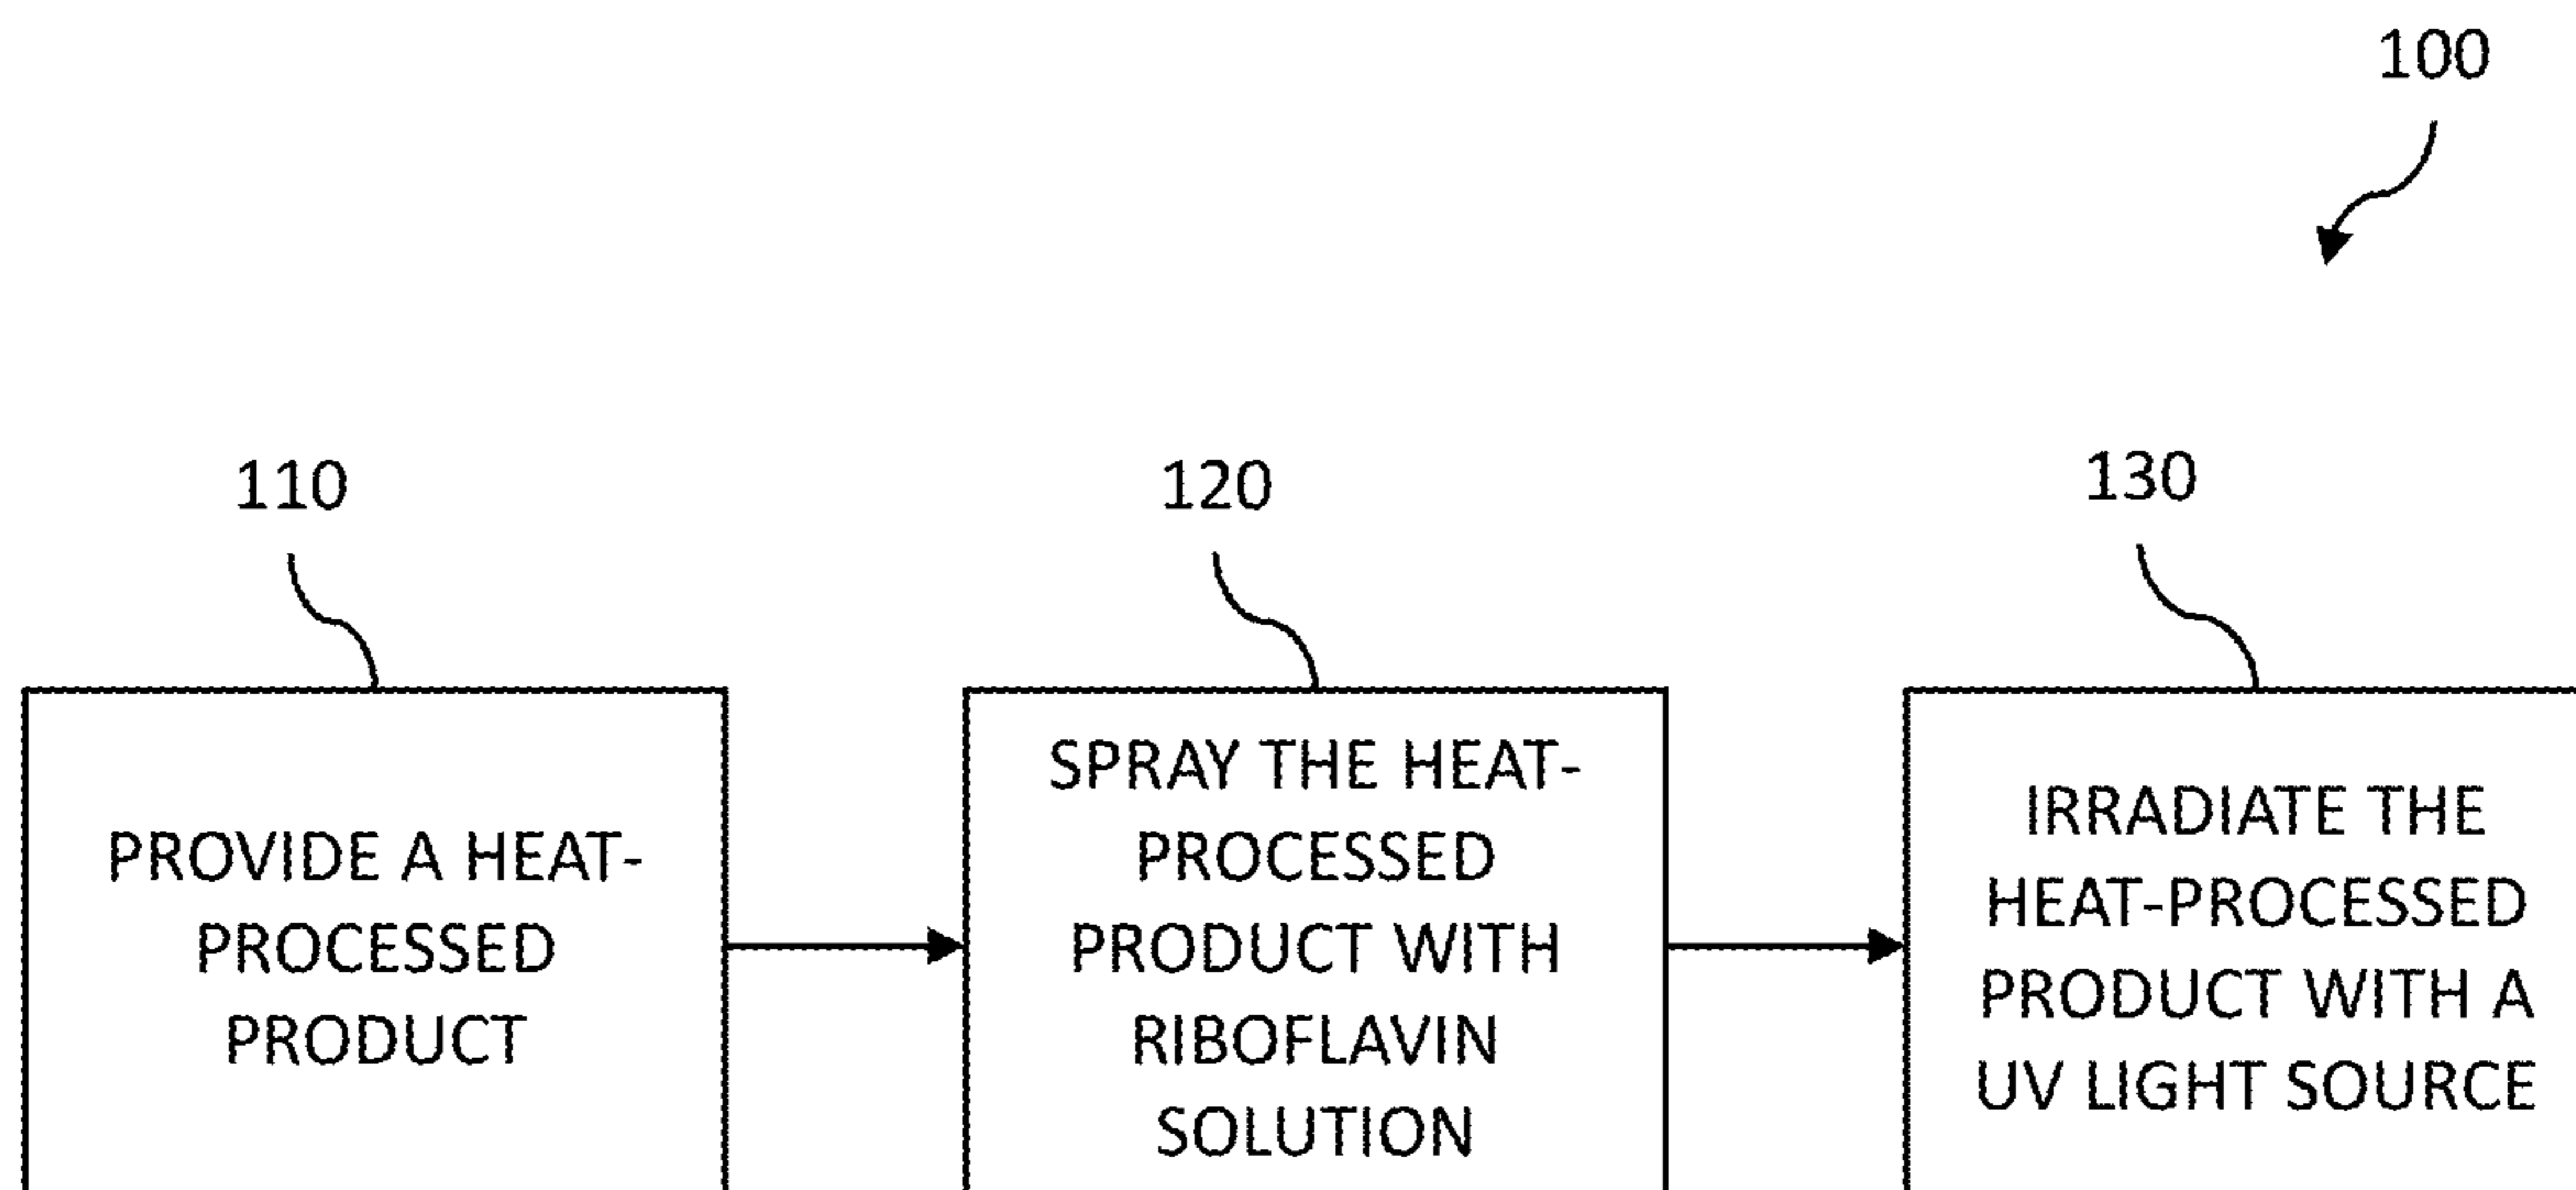 100
110
120
130
PROVIDE A HEAT-
PROCESSED
PRODUCT
SPRAY THE HEAT-
PROCESSED
PRODUCT WITH
RIBOFLAVIN
SOLUTION
IRRADIATE THE
HEAT-PROCESSED
PRODUCT WITH A
UV LIGHT SOURCE